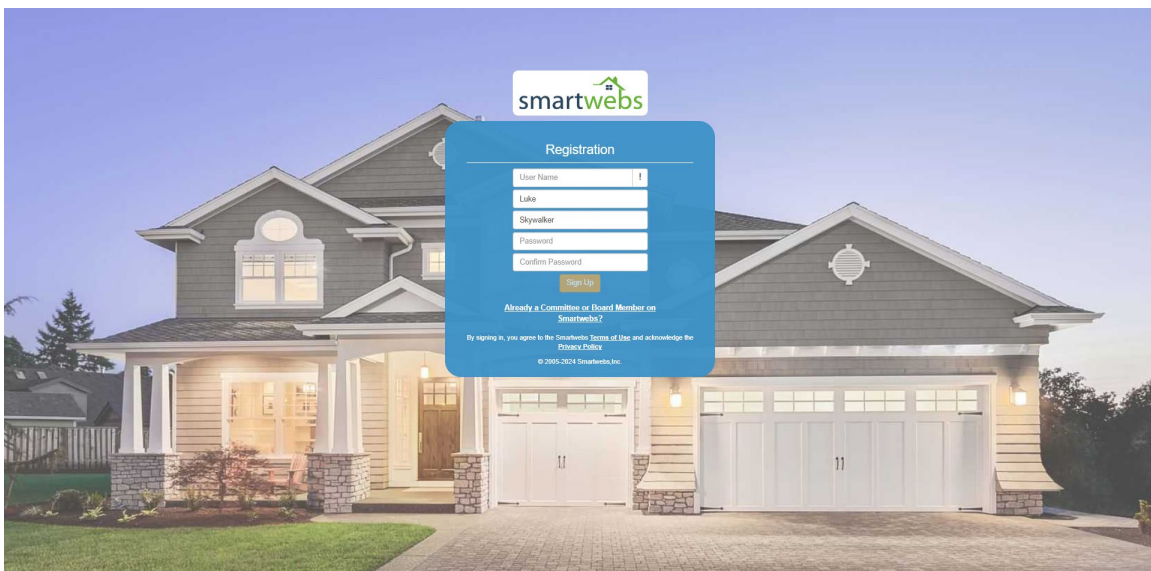 smartwebs
Registration
User Name !
Luke
Skywalker
Password
Confirm Password
Sign Up
Already a Committee or Board Member on
Smartwebs?
By signing in, you agree to the Smartwebs Terms of Use and acknowledge the
Privacy Policy
© 2005-2024 Smartwebs,Inc.